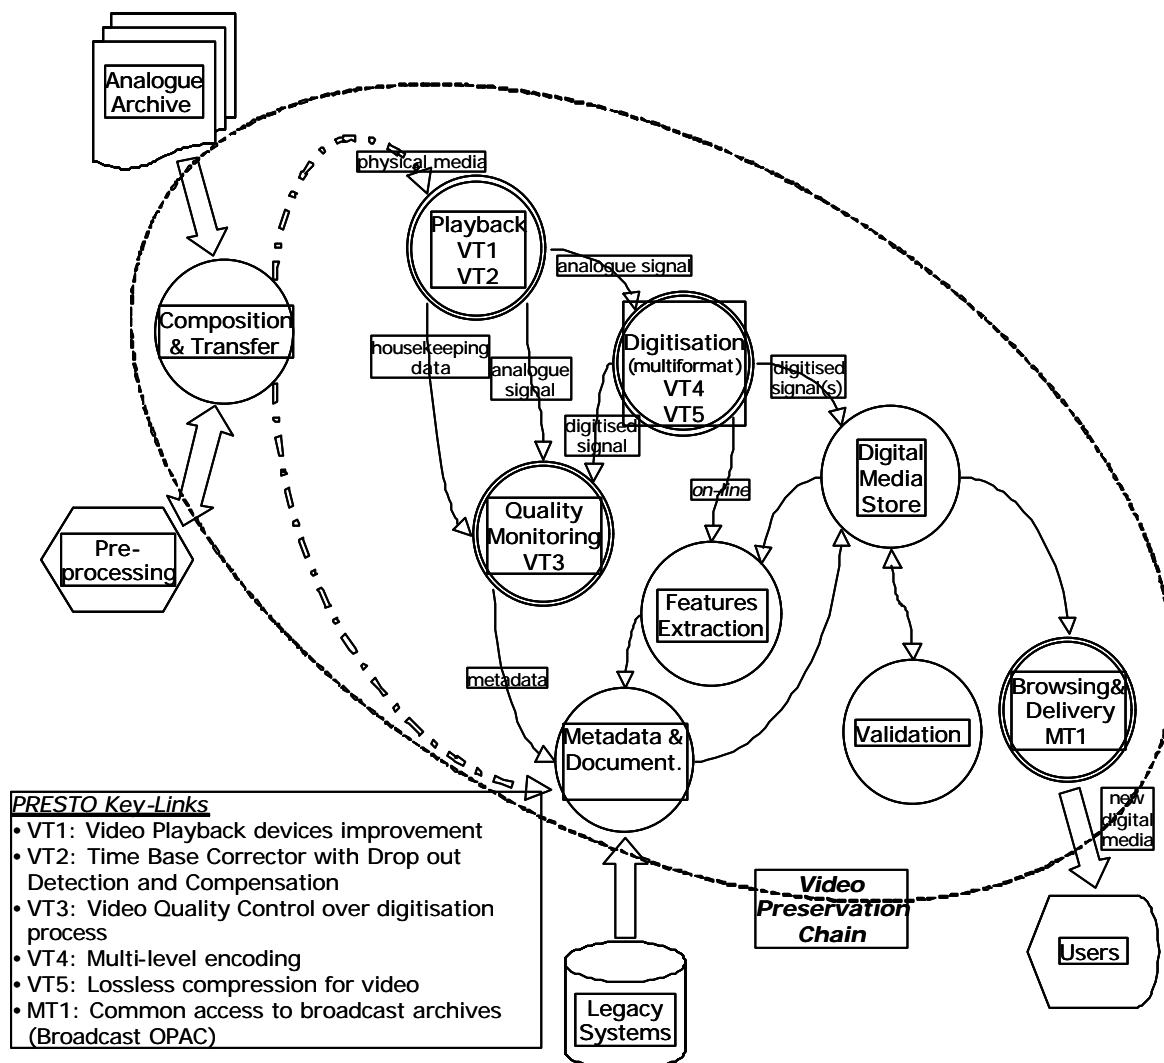 Analogue
Archive
physical media
Playback
VT1
VT2
analogue signal
Composition
& Transfer
housekeeping
data
analogue
signal
Digitisation
(multiformat)
VT4
VT5
digitised
signal(s)
digitised
signal
Digital
Media
Store
on-line
Quality
Monitoring
VT3
Pre-
processing
Features
Extraction
metadata
Metadata &
Document.
Validation
Browsing&
Delivery
MT1
new
digital
media
PRESTO Key-Links
• VT1: Video Playback devices improvement
• VT2: Time Base Corrector with Drop out
Detection and Compensation
• VT3: Video Quality Control over digitisation
process
• VT4: Multi-level encoding
• VT5: Lossless compression for video
• MT1: Common access to broadcast archives
(Broadcast OPAC)
Video
Preservation
Chain
Legacy
Systems
Users